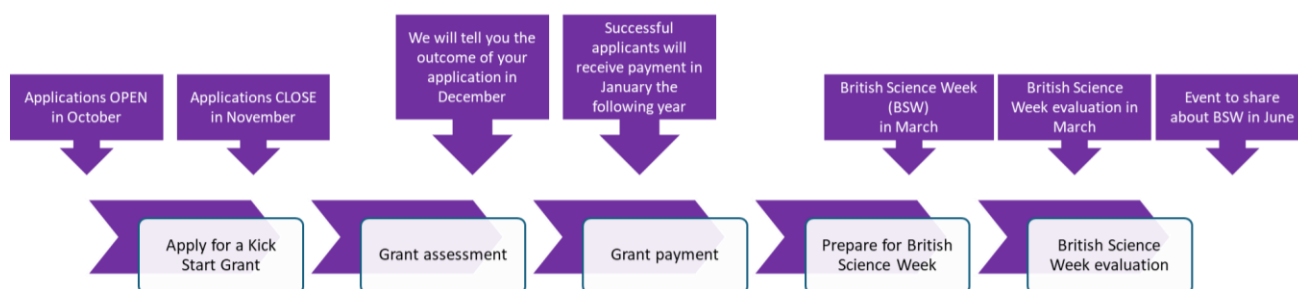 Applications OPEN
in October
Applications CLOSE
in November
We will tell you the
outcome of your
application in
December
Successful
applicants will
receive payment in
January the
following year
British Science Week
(BSW)
in March
British Science
Week evaluation in
March
Event to share
about BSW in June
Apply for a Kick
Start Grant
Grant assessment
Grant payment
Prepare for British
Science Week
British Science
Week evaluation